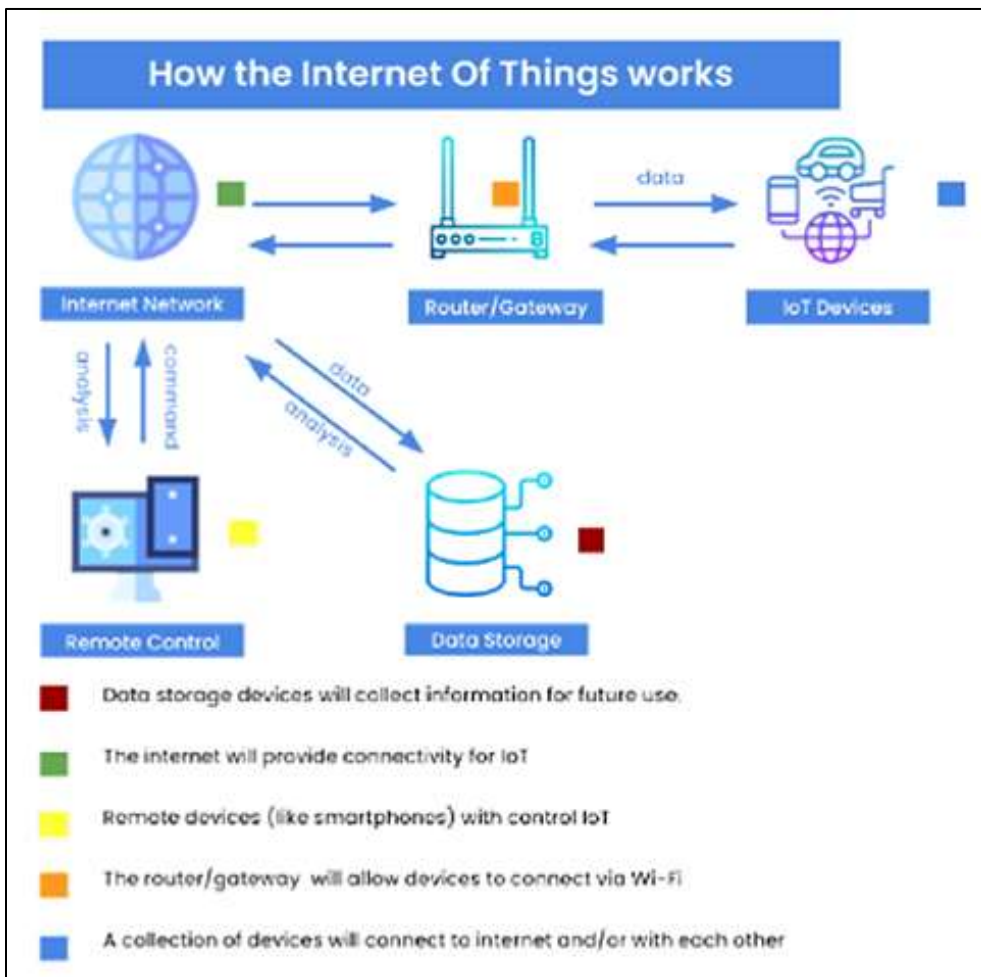 How the Internet Of Things works
data
Internet Network
Router/Gateway
IoT Devices
analysis
command
data
analysis
Remote Control
Data Storage
Data storage devices will collect information for future use.
The internet will provide connectivity for IoT
Remote devices (like smartphones) with control IoT
The router/gateway will allow devices to connect via Wi-Fi
A collection of devices will connect to internet and/or with each other